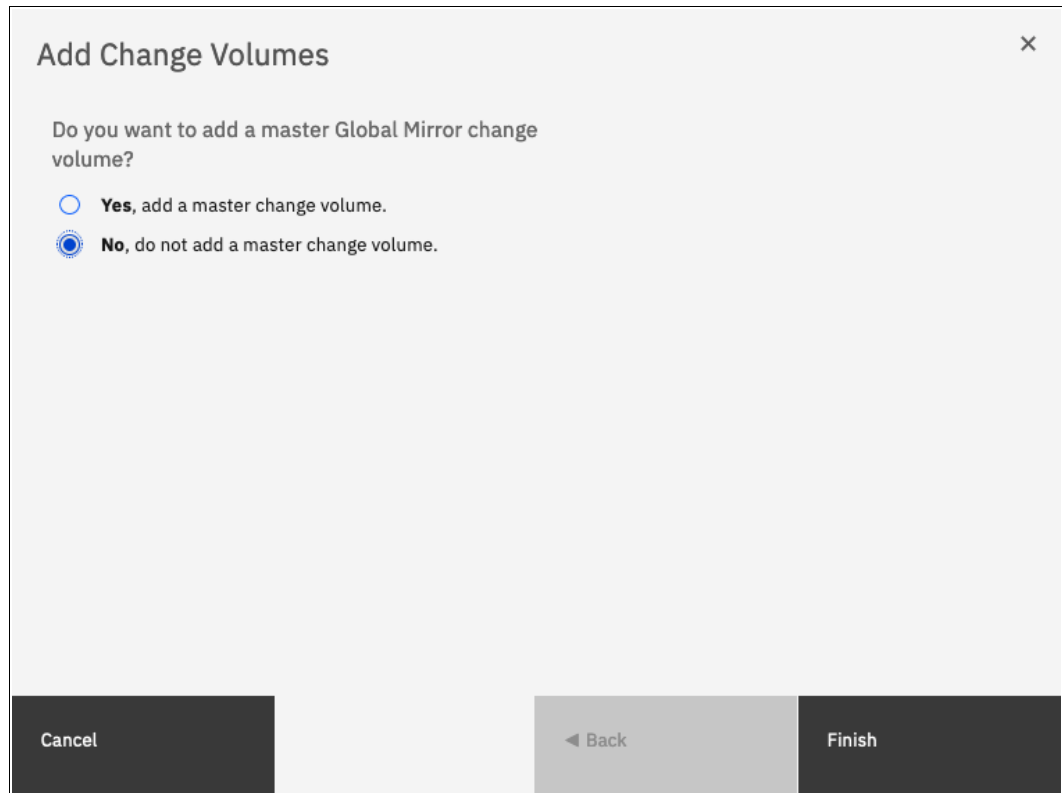 Add Change Volumes
Do you want to add a master Global Mirror change
volume?
Yes, add a master change volume.
No, do not add a master change volume.
Cancel
Back
Finish